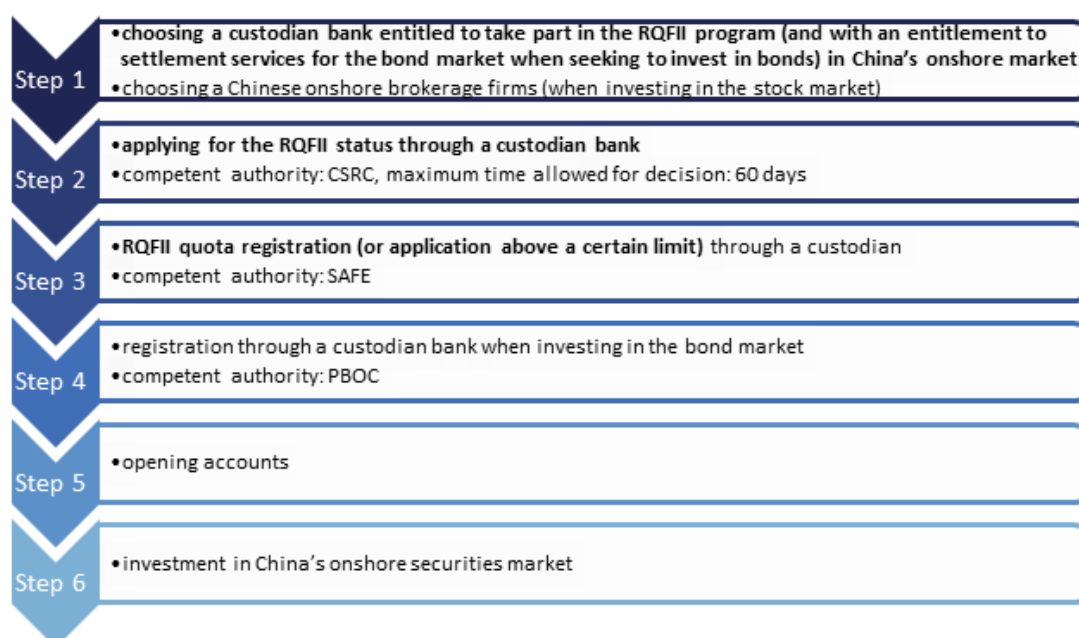 Step 1
•choosing a custodian bank entitled to take part in the RQFII program (and with an entitlement to
settlement services for the bond market when seeking to invest in bonds) in China's onshore market
•choosing a Chinese onshore brokerage firms (when investing in the stock market)
Step 2
•applying for the RQFII status through a custodian bank
•competent authority: CSRC, maximum time allowed for decision: 60 days
Step 3
•RQFII quota registration (or application above a certain limit) through a custodian
•competent authority: SAFE
Step 4
•registration through a custodian bank when investing in the bond market
•competent authority: PBOC
Step 5
•opening accounts
Step 6
•investment in China's onshore securities market